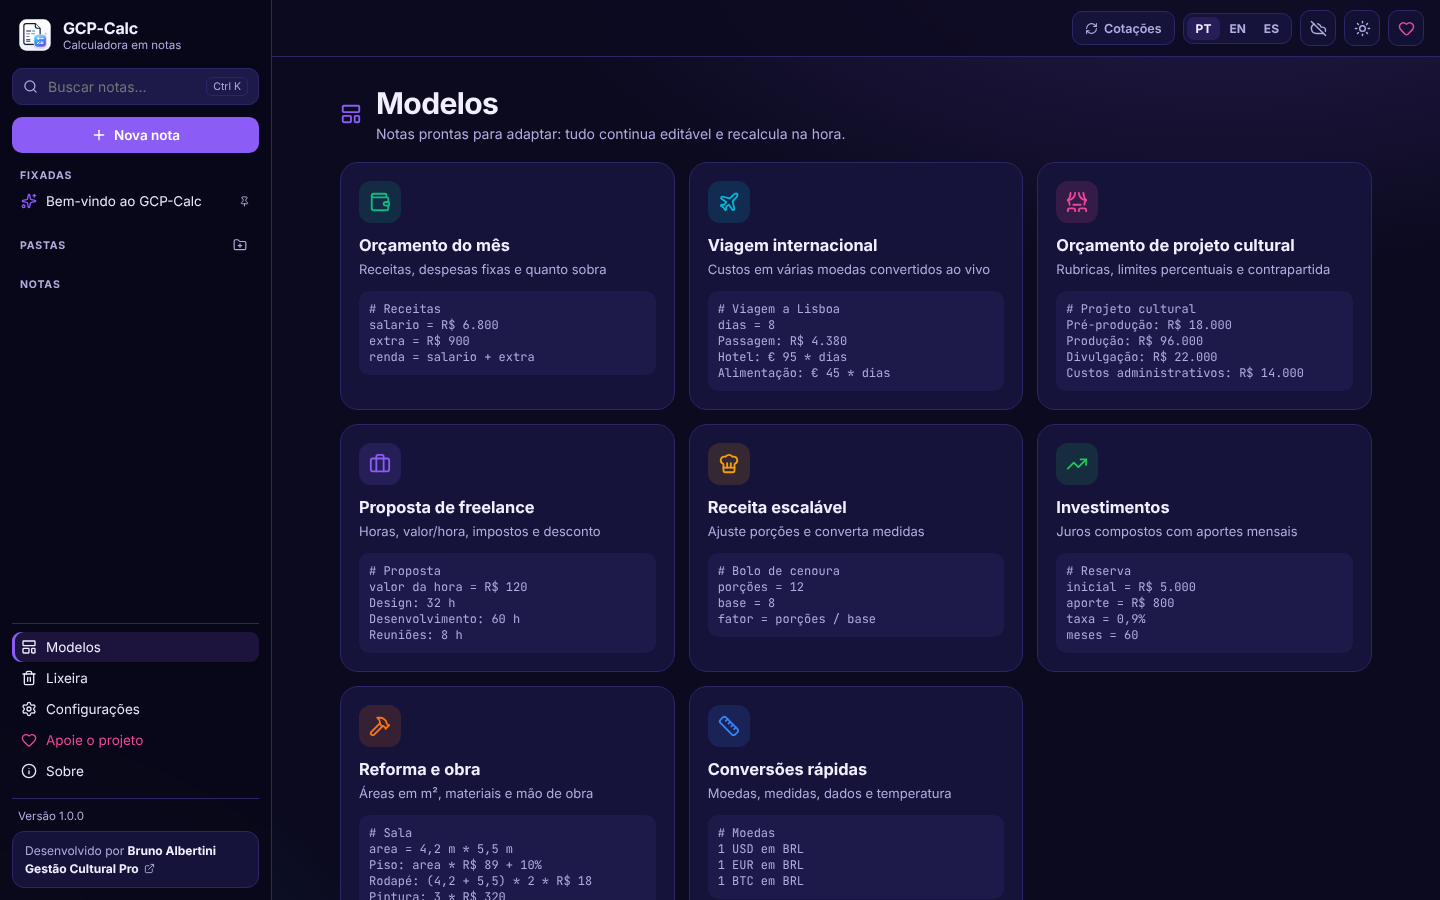 GCP-Calc
Calculadora em notas
Buscar notas...
Ctrl K
Nova nota
FIXADAS
Bem-vindo ao GCP-Calc
PASTAS
NOTAS
Modelos
Lixeira
Configurações
Apoie o projeto
Sobre
Versão 1.0.0
Desenvolvido por Bruno Albertini
Gestão Cultural Pro
Cotações
PT EN ES
Modelos
Notas prontas para adaptar: tudo continua editável e recalcula na hora.
Orçamento do mês
Receitas, despesas fixas e quanto sobra
# Receitas
salario = R$ 6.800
extra = R$ 900
renda = salario + extra
Viagem internacional
Custos em várias moedas convertidos ao vivo
# Viagem a Lisboa
dias = 8
Passagem: R$ 4.380
Hotel: € 95 * dias
Alimentação: € 45 * dias
Orçamento de projeto cultural
Rubricas, limites percentuais e contrapartida
# Projeto cultural
Pré-produção: R$ 18.000
Produção: R$ 96.000
Divulgação: R$ 22.000
Custos administrativos: R$ 14.000
Proposta de freelance
Horas, valor/hora, impostos e desconto
# Proposta
valor da hora = R$ 120
Design: 32 h
Desenvolvimento: 60 h
Reuniões: 8 h
Receita escalável
Ajuste porções e converta medidas
# Bolo de cenoura
porções = 12
base = 8
fator = porções / base
Investimentos
Juros compostos com aportes mensais
# Reserva
inicial = R$ 5.000
aporte = R$ 800
taxa = 0,9%
meses = 60
Reforma e obra
Áreas em m², materiais e mão de obra
# Sala
area = 4,2 m * 5,5 m
Piso: area * R$ 89 + 10%
Rodapé: (4,2 + 5,5) * 2 * R$ 18
Pintura: 3 * R$ 320
Conversões rápidas
Moedas, medidas, dados e temperatura
# Moedas
1 USD em BRL
1 EUR em BRL
1 BTC em BRL